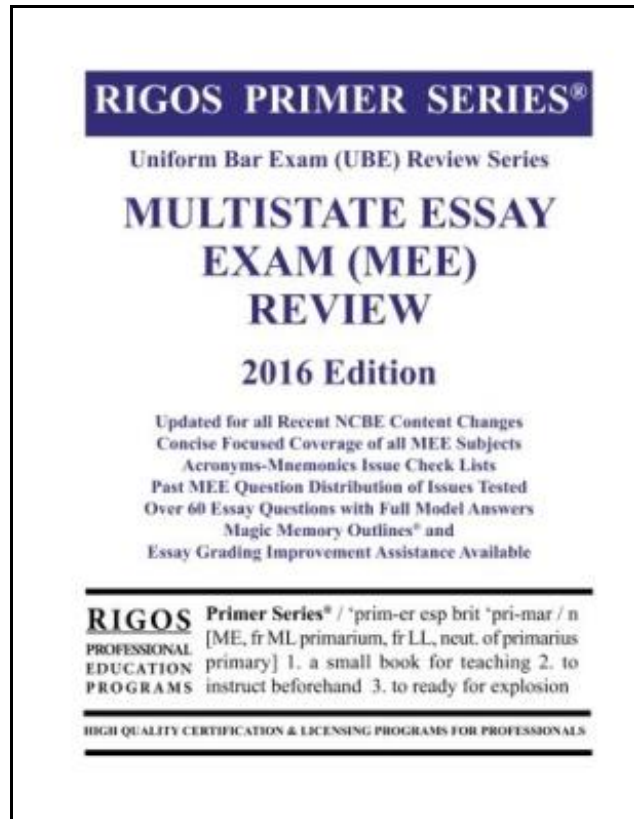 RIGOS PRIMER SERIES®
Uniform Bar Exam (UBE) Review Series
MULTISTATE ESSAY
EXAM (MEE)
REVIEW
2016 Edition
Updated for all Recent NCBE Content Changes
Concise Focused Coverage of all MEE Subjects
Acronyms-Mnemonics Issue Check Lists
Past MEE Question Distribution of Issues Tested
Over 60 Essay Questions with Full Model Answers
Magic Memory Outlines® and
Essay Grading Improvement Assistance Available
RIGOS
PROFESSIONAL
EDUCATION
PROGRAMS
Primer Series® / ‘prim-er esp brit ‘pri-mar / n
[ME, fr ML primarium, fr LL, neut. of primarius
primary] 1. a small book for teaching 2. to
instruct beforehand 3. to ready for explosion
HIGH QUALITY CERTIFICATION & LICENSING PROGRAMS FOR PROFESSIONALS